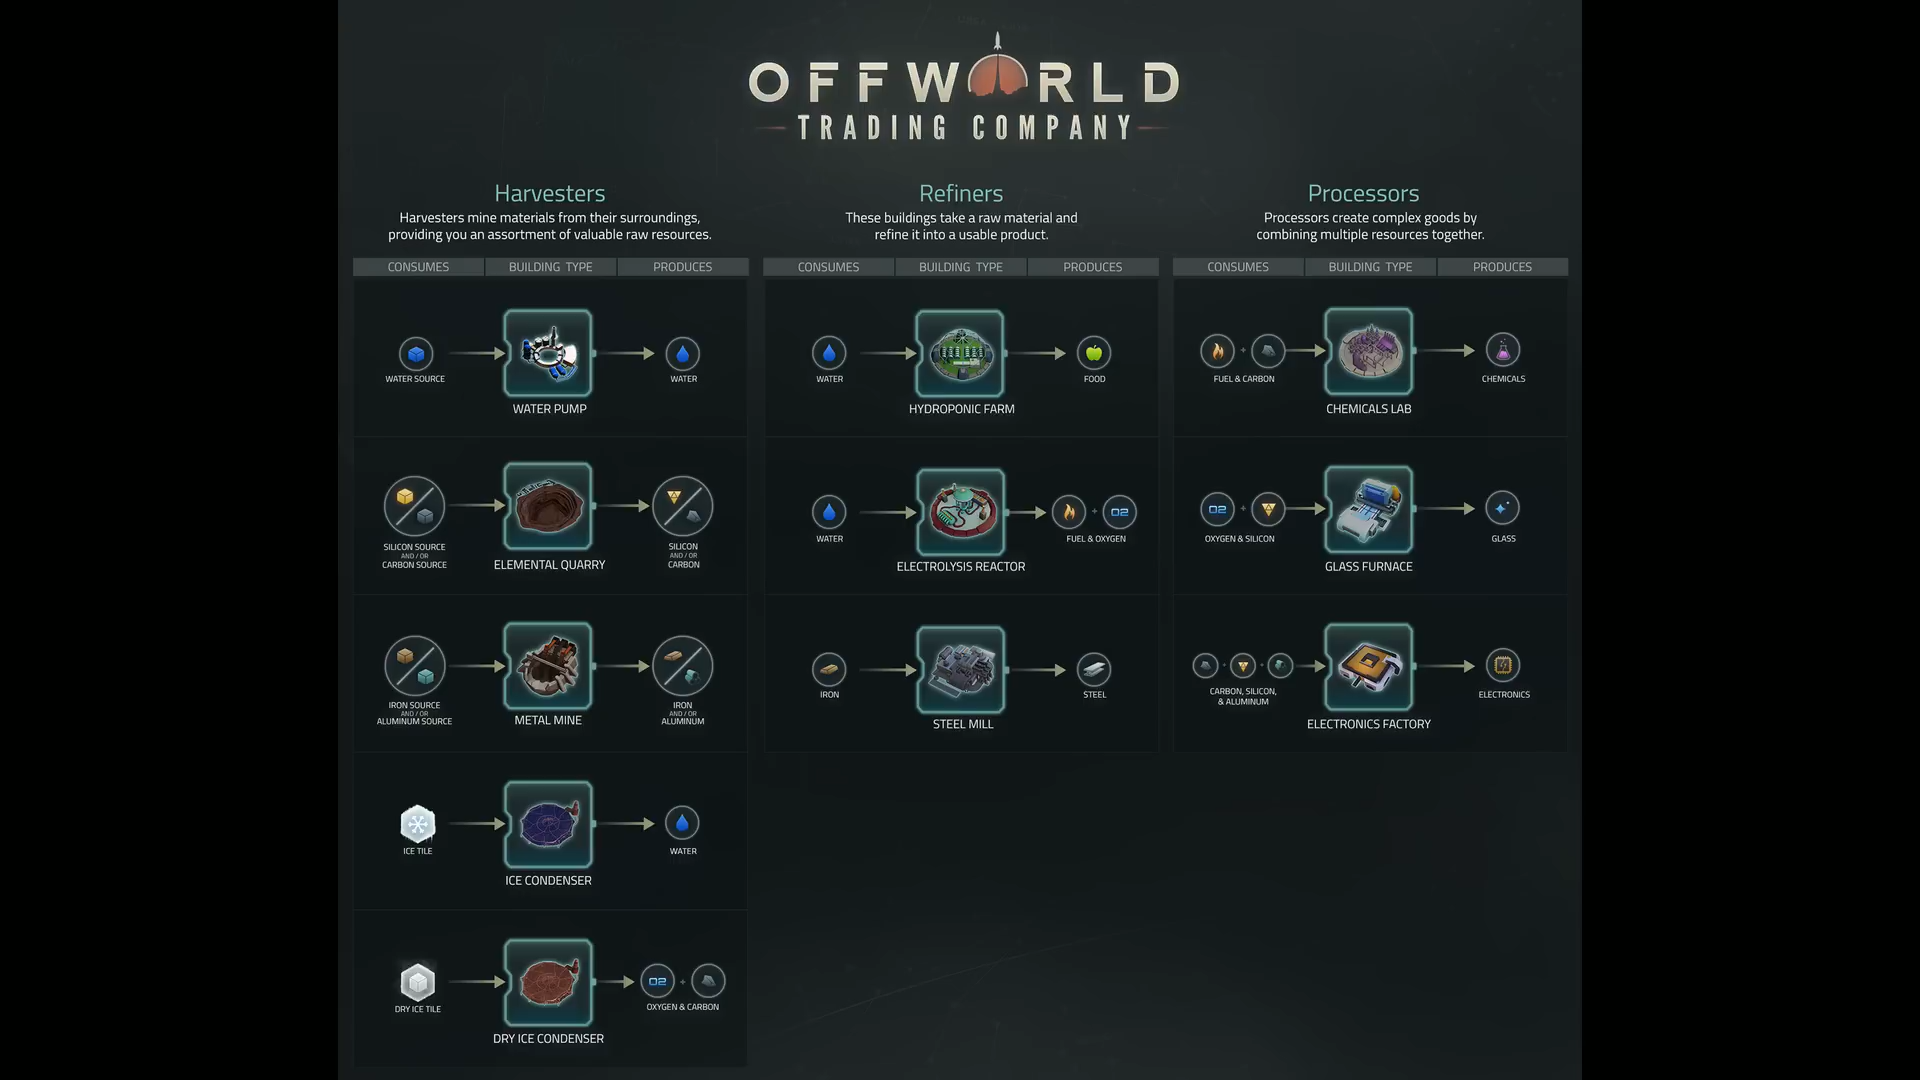 OFFWORLD
TRADING COMPANY
Harvesters
Harvesters mine materials from their surroundings,
providing you an assortment of valuable raw resources.
CONSUMES BUILDING TYPE PRODUCES
WATER SOURCE
WATER
WATER PUMP
SILICON SOURCE
AND / OR
CARBON SOURCE
SILICON
AND / OR
CARBON
ELEMENTAL QUARRY
IRON SOURCE
AND / OR
ALUMINUM SOURCE
IRON
AND / OR
ALUMINUM
METAL MINE
ICE TILE
WATER
ICE CONDENSER
DRY ICE TILE
O2 +
OXYGEN & CARBON
DRY ICE CONDENSER
Refiners
These buildings take a raw material and
refine it into a usable product.
CONSUMES BUILDING TYPE PRODUCES
WATER
FOOD
HYDROPONIC FARM
WATER
+ O2
FUEL & OXYGEN
ELECTROLYSIS REACTOR
IRON
STEEL
STEEL MILL
Processors
Processors create complex goods by
combining multiple resources together.
CONSUMES BUILDING TYPE PRODUCES
+
FUEL & CARBON
CHEMICALS
CHEMICALS LAB
O2 +
OXYGEN & SILICON
GLASS
GLASS FURNACE
CARBON, SILICON,
& ALUMINUM
ELECTRONICS
ELECTRONICS FACTORY